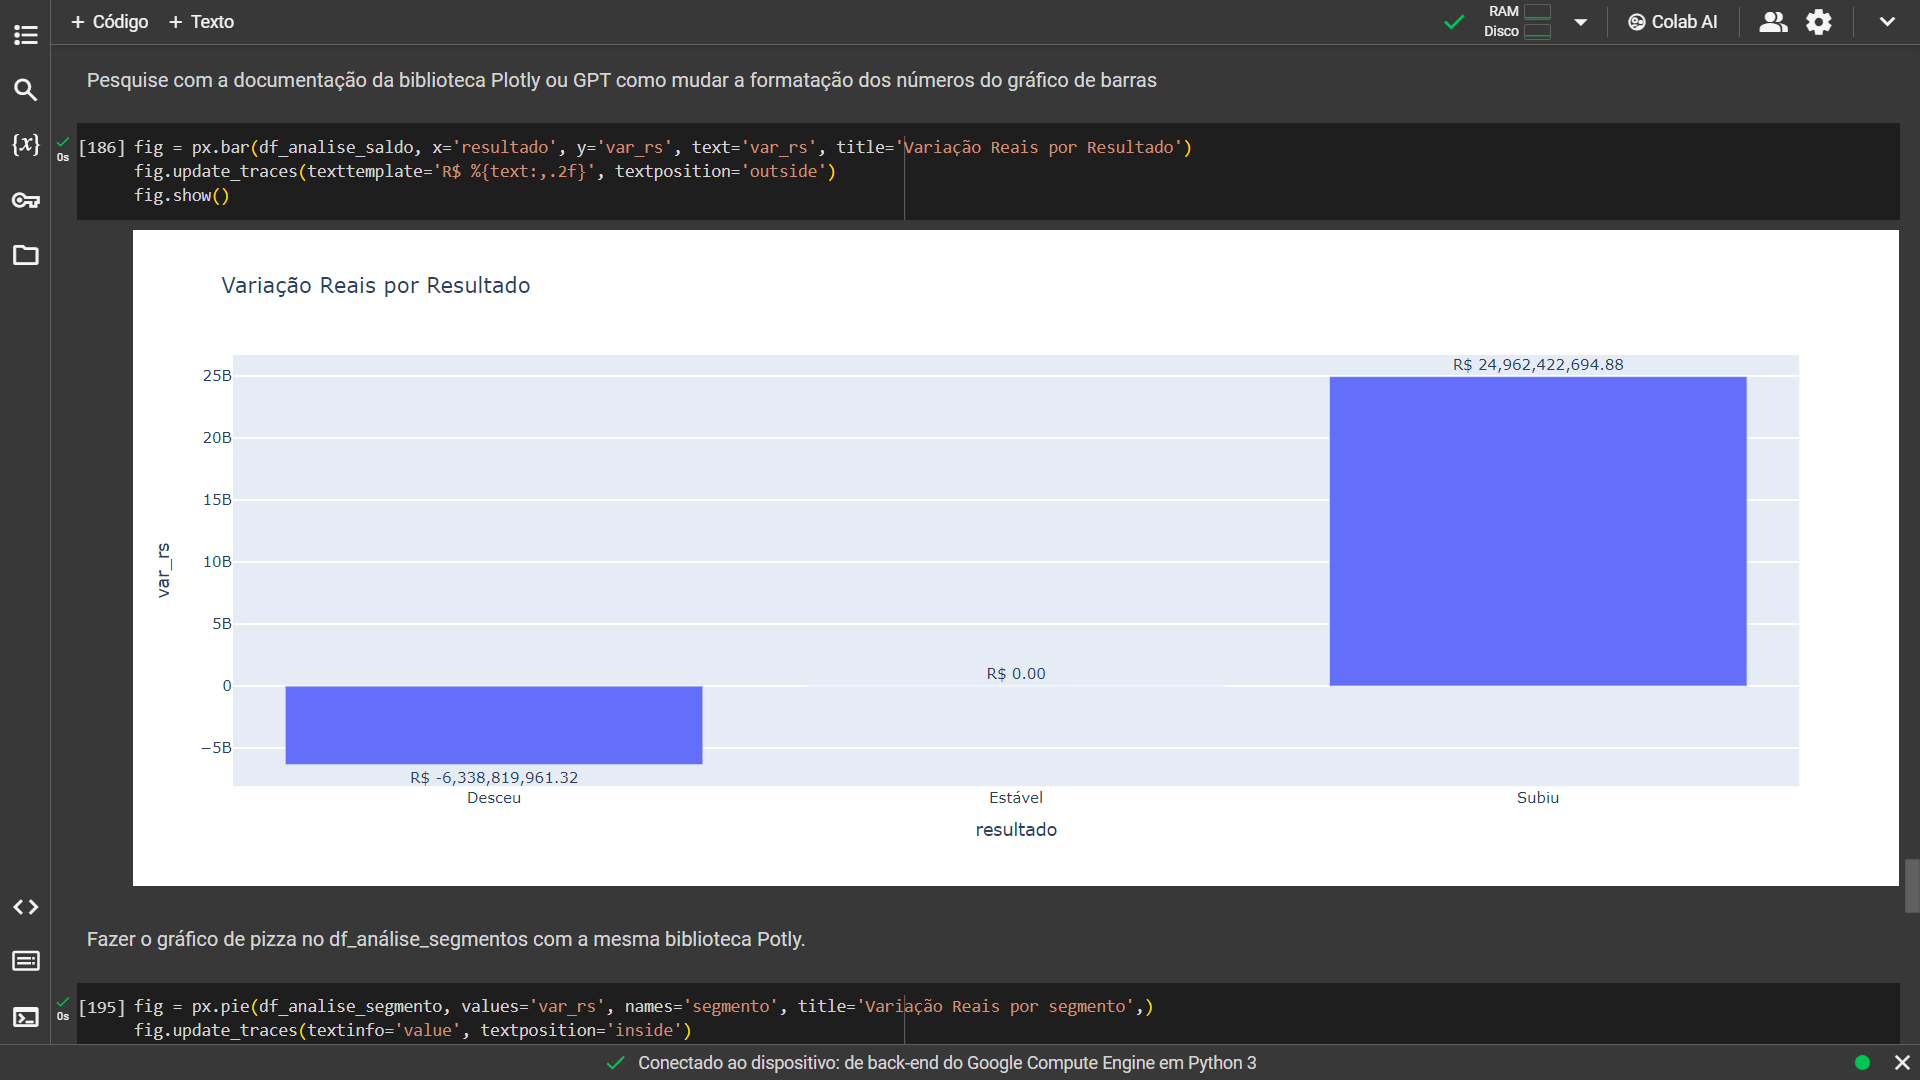 + Código + Texto
RAM
Disco
Colab AI
{x}
Pesquise com a documentação da biblioteca Plotly ou GPT como mudar a formatação dos números do gráfico de barras
0s
[186] fig = px.bar(df_analise_saldo, x='resultado', y='var_rs', text='var_rs', title='Variação Reais por Resultado')
fig.update_traces(texttemplate='R$ %{text:,.2f}', textposition='outside')
fig.show()
Variação Reais por Resultado
R$ 24,962,422,694.88
25B
20B
15B
10B
5B
0
−5B
var_rs
R$ 0.00
R$ -6,338,819,961.32
Desceu
Estável
Subiu
resultado
Fazer o gráfico de pizza no df_análise_segmentos com a mesma biblioteca Potly.
0s
[195] fig = px.pie(df_analise_segmento, values='var_rs', names='segmento', title='Variação Reais por segmento',)
fig.update_traces(textinfo='value', textposition='inside')
Conectado ao dispositivo: de back-end do Google Compute Engine em Python 3